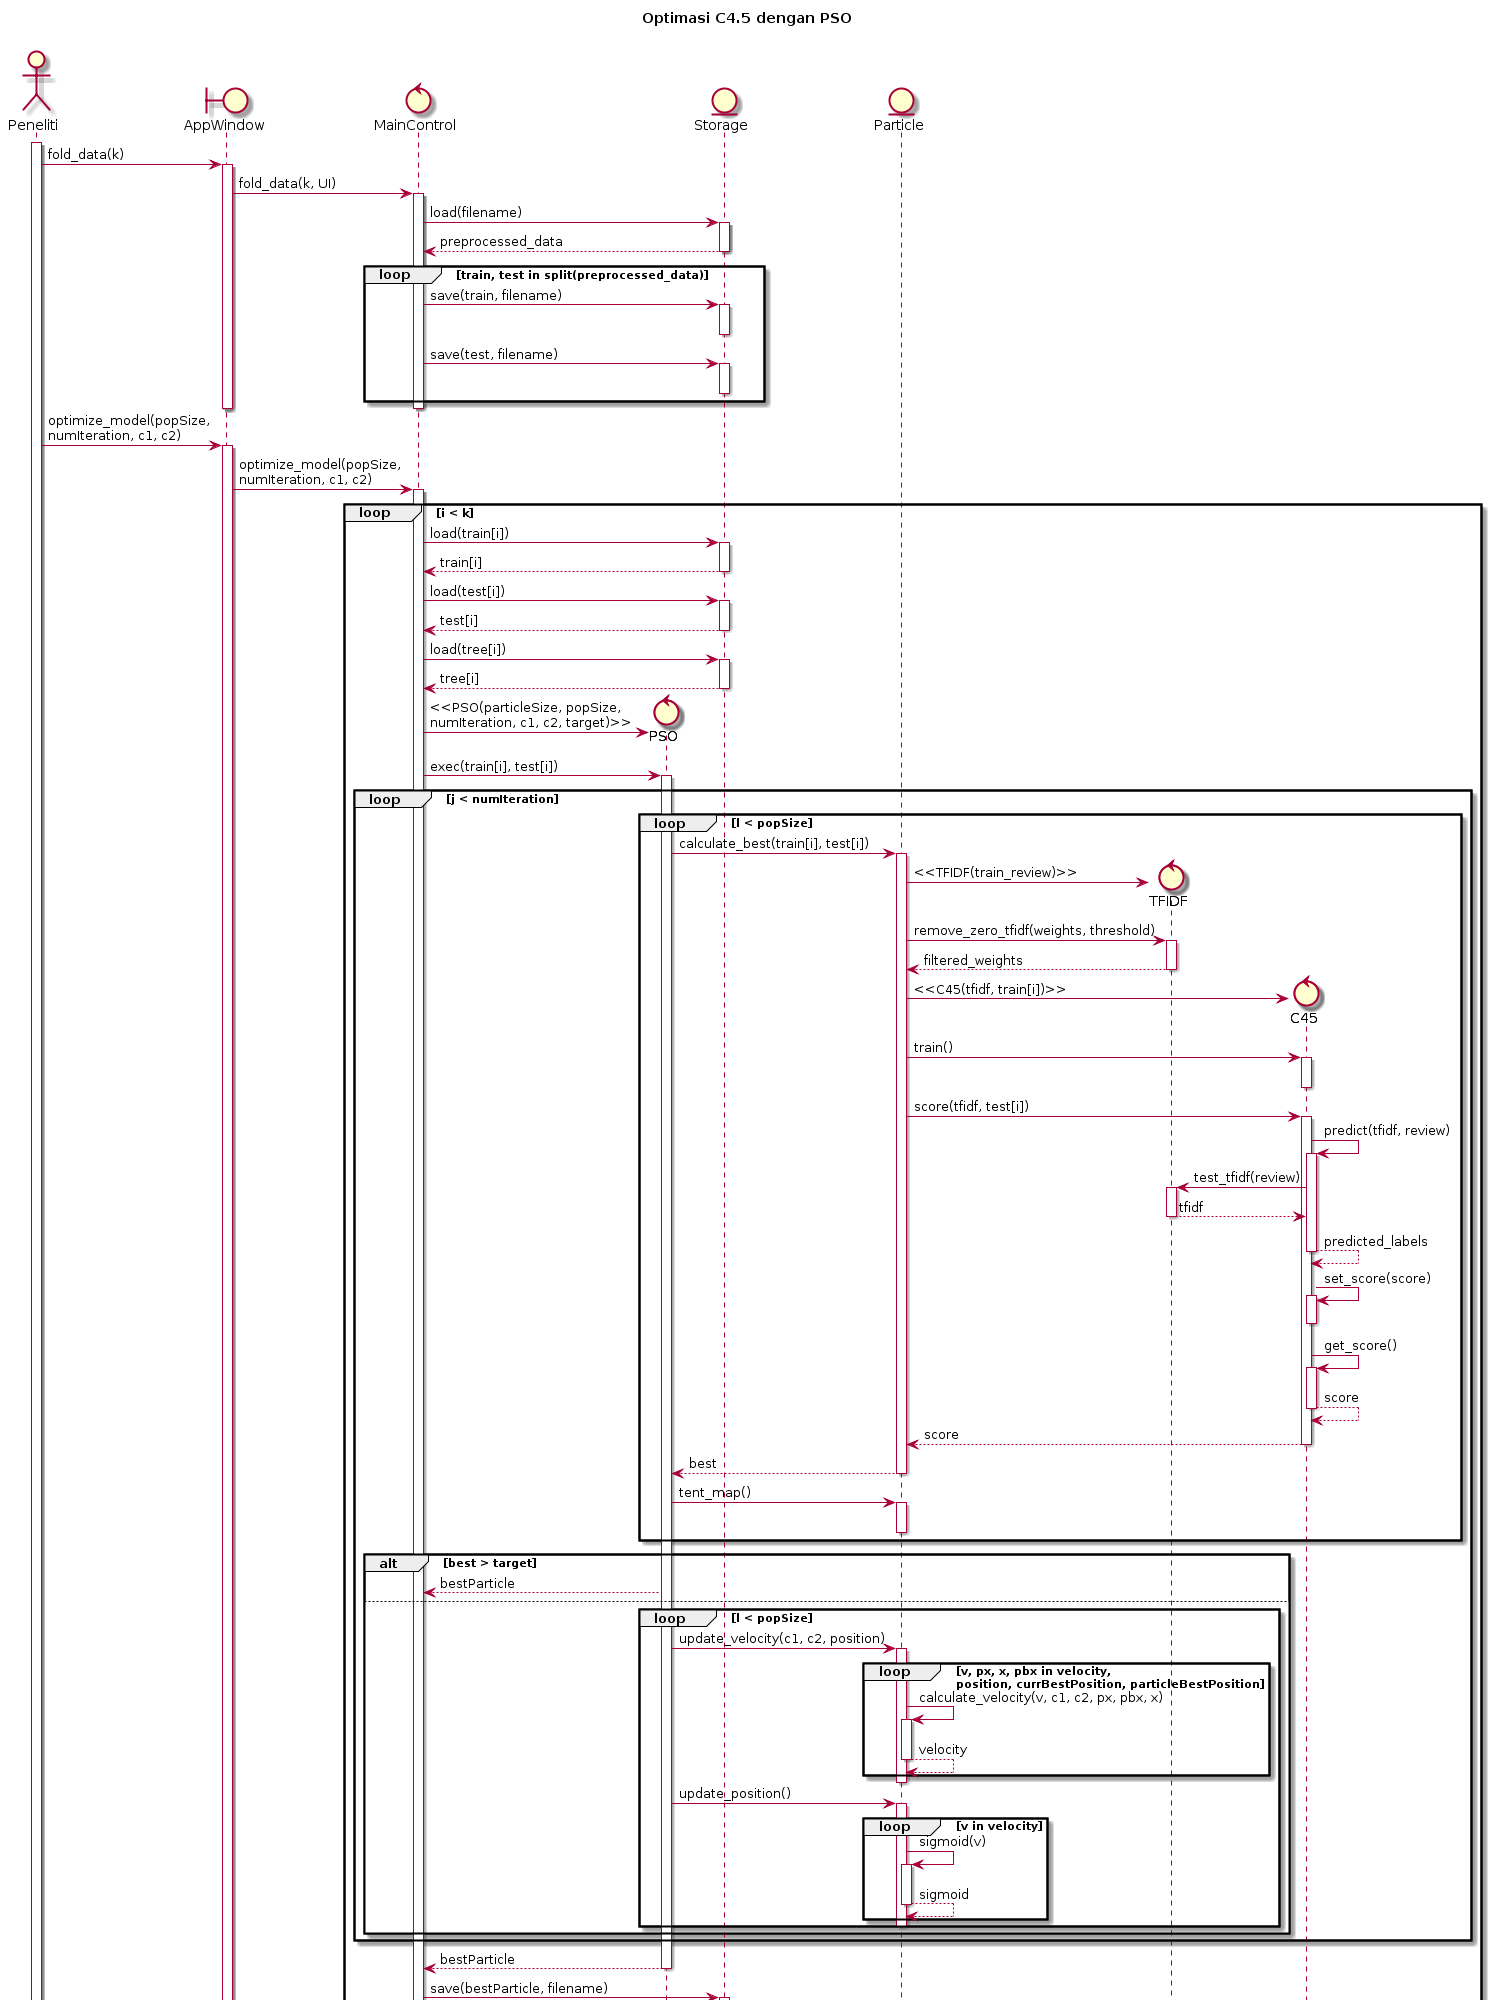 Optimasi C4.5 dengan PSO
Peneliti
AppWindow
MainControl
Storage
Particle
fold_data(k)
fold_data(k, UI)
load(filename)
preprocessed_data
loop
[train, test in split(preprocessed_data)]
save(train, filename)
save(test, filename)
optimize_model(popSize,
numIteration, c1, c2)
optimize_model(popSize,
numIteration, c1, c2)
loop
[i < k]
load(train[i])
train[i]
load(test[i])
test[i]
load(tree[i])
tree[i]
<<PSO(particleSize, popSize,
numIteration, c1, c2, target)>>
PSO
exec(train[i], test[i])
loop
[j < numIteration]
loop
[l < popSize]
calculate_best(train[i], test[i])
<<TFIDF(train_review)>>
TFIDF
remove_zero_tfidf(weights, threshold)
filtered_weights
<<C45(tfidf, train[i])>>
C45
train()
score(tfidf, test[i])
predict(tfidf, review)
test_tfidf(review)
tfidf
predicted_labels
set_score(score)
get_score()
score
score
best
tent_map()
alt
[best > target]
bestParticle
loop
[l < popSize]
update_velocity(c1, c2, position)
loop
[v, px, x, pbx in velocity,
position, currBestPosition, particleBestPosition]
calculate_velocity(v, c1, c2, px, pbx, x)
velocity
update_position()
loop
[v in velocity]
sigmoid(v)
sigmoid
bestParticle
save(bestParticle, filename)